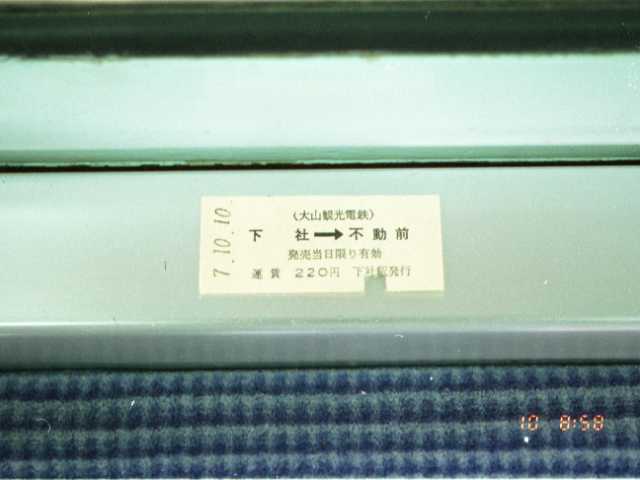 7.10.10
(大山観光電鉄)
下 社→不動前
発売当日限り有効
運賃 220円 下社駅発行
10 8:58